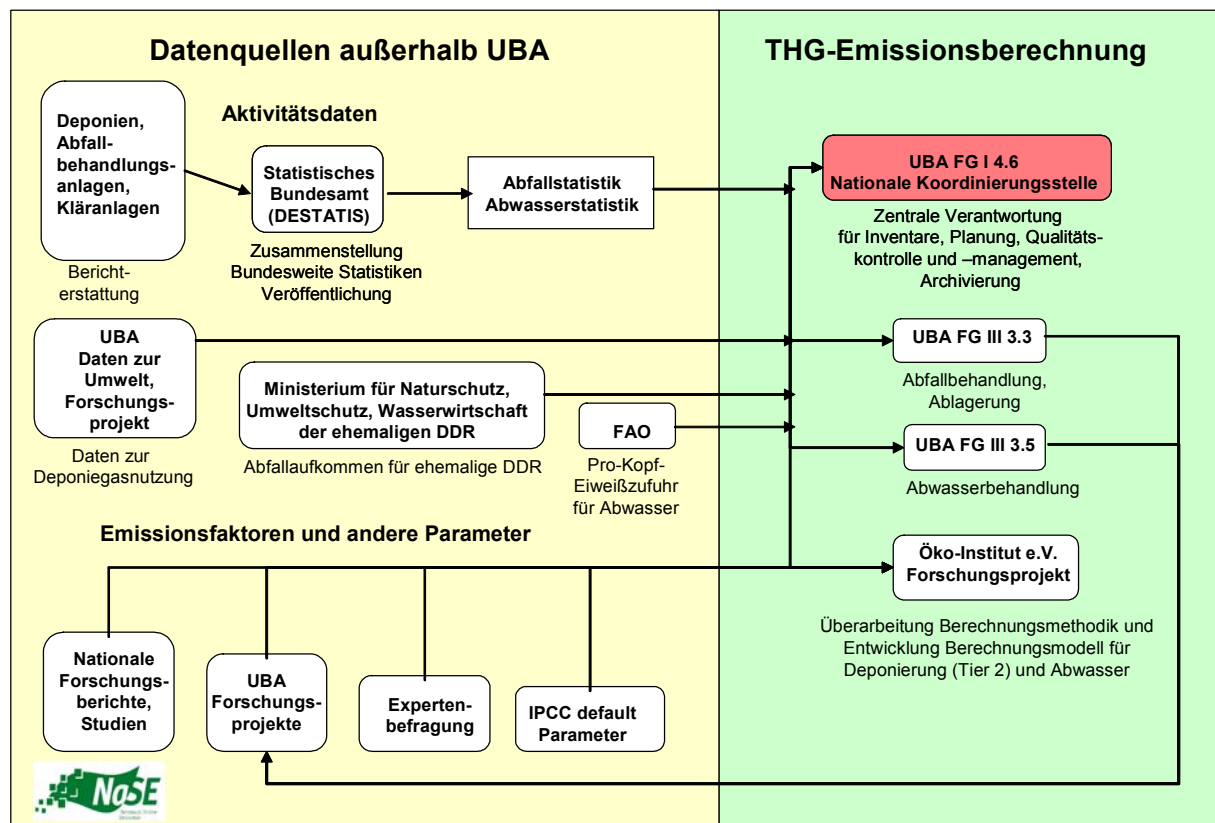 Datenquellen außerhalb UBA
THG-Emissionsberechnung
Aktivitätsdaten
Deponien,
Abfall-
behandlungs-
anlagen,
Kläranlagen
Bericht-
erstattung
Statistisches
Bundesamt
(DESTATIS)
Zusammenstellung
Bundesweite Statistiken
Veröffentlichung
Abfallstatistik
Abwasserstatistik
UBA FG I 4.6
Nationale Koordinierungsstelle
Zentrale Verantwortung
für Inventare, Planung, Qualitäts-
kontrolle und –management,
Archivierung
UBA
Daten zur
Umwelt,
Forschungs-
projekt
Daten zur
Deponiegasnutzung
Ministerium für Naturschutz,
Umweltschutz, Wasserwirtschaft
der ehemaligen DDR
Abfallaufkommen für ehemalige DDR
FAO
Pro-Kopf-
Eiweißzufuhr
für Abwasser
UBA FG III 3.3
Abfallbehandlung,
Ablagerung
UBA FG III 3.5
Abwasserbehandlung
Emissionsfaktoren und andere Parameter
Öko-Institut e.V.
Forschungsprojekt
Überarbeitung Berechnungsmethodik und
Entwicklung Berechnungsmodell für
Deponierung (Tier 2) und Abwasser
Nationale
Forschungs-
berichte,
Studien
UBA
Forschungs-
projekte
Experten-
befragung
IPCC default
Parameter
NaSE